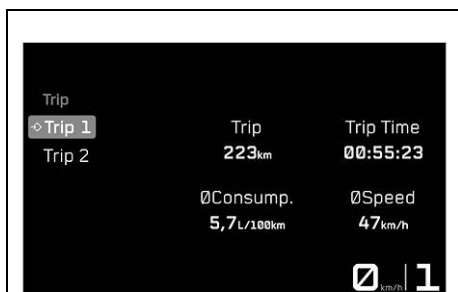 Trip
Trip 1
Trip 2
Trip
223km
Trip Time
00:55:23
ØConsump.
5,7L/100km
ØSpeed
47km/h
0 km/h 1